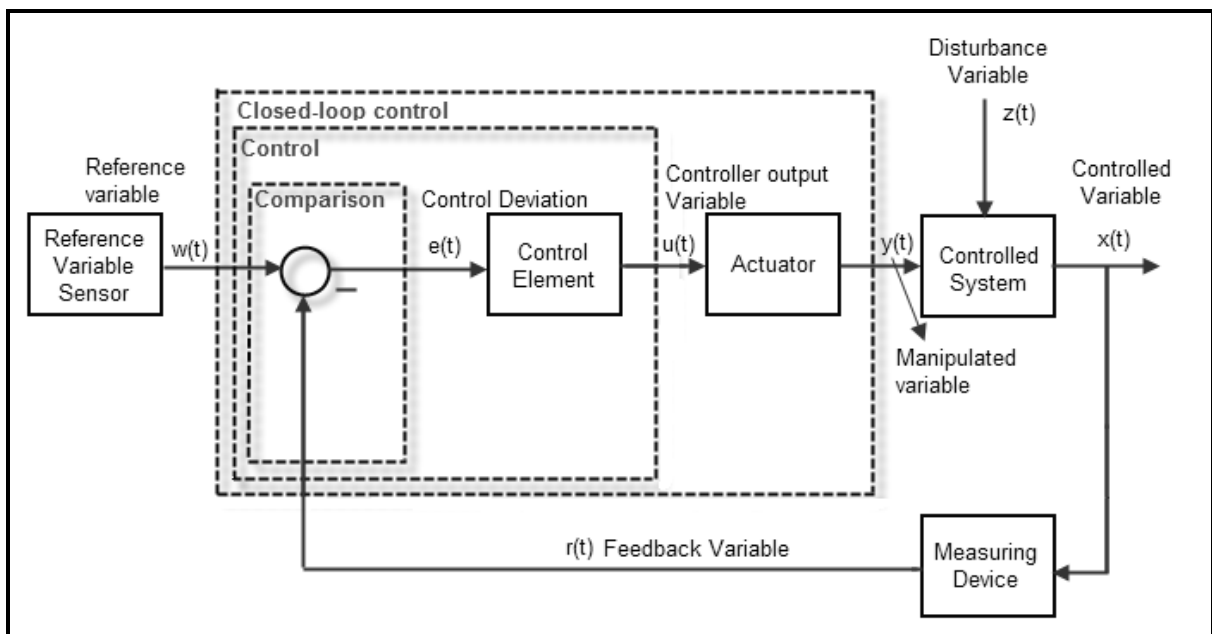 Disturbance
Variable
z(t)
Closed-loop control
Control
Comparison
Reference
variable
Reference
Variable
Sensor
w(t)
Control Deviation
e(t)
Control
Element
Controller output
Variable
u(t)
Actuator
y(t)
Controlled
System
Controlled
Variable
x(t)
Manipulated
variable
r(t) Feedback Variable
Measuring
Device